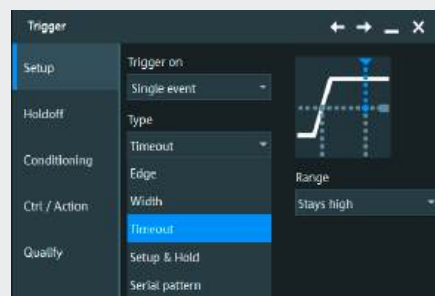 Trigger
Setup
Holdoff
Conditioning
Ctrl / Action
Qualify
Trigger on
Single event
Type
Timeout
Edge
Width
Timeout
Setup & Hold
Serial pattern
Range
Stays high